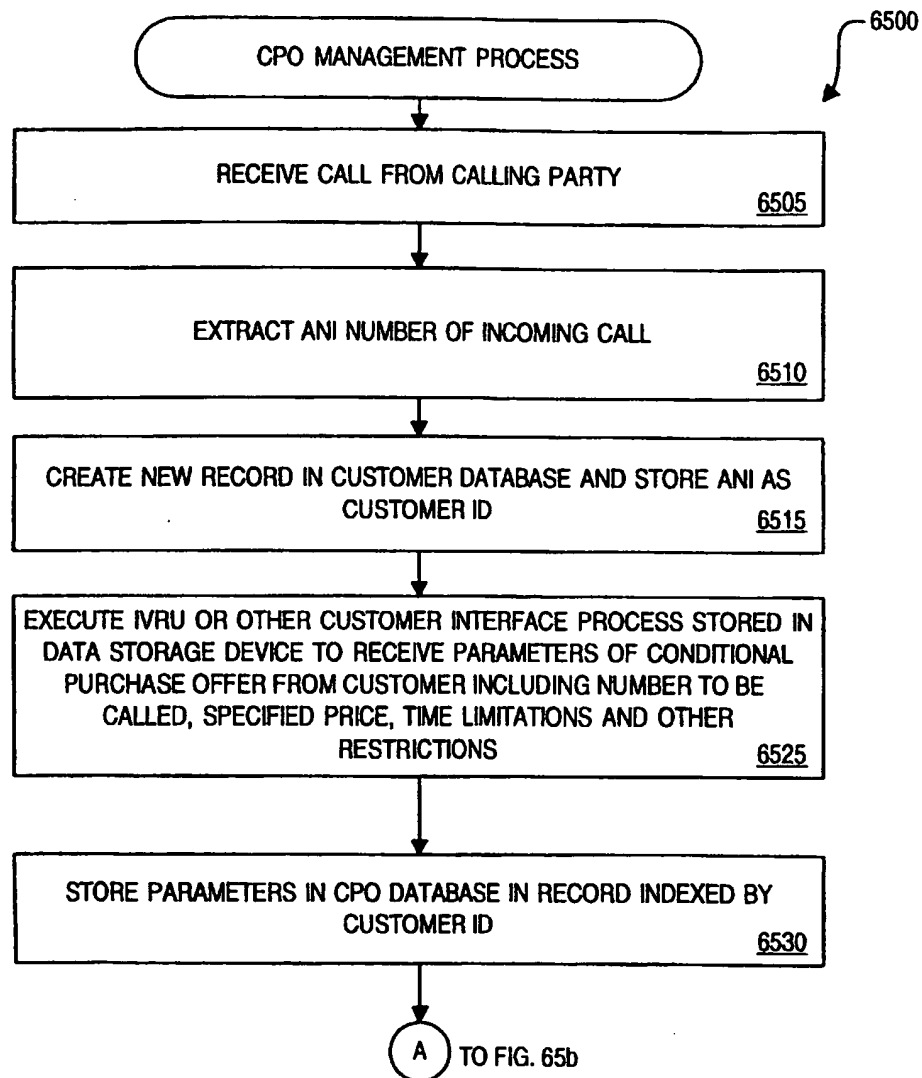 6500
CPO MANAGEMENT PROCESS
RECEIVE CALL FROM CALLING PARTY
6505
EXTRACT ANI NUMBER OF INCOMING CALL
6510
CREATE NEW RECORD IN CUSTOMER DATABASE AND STORE ANI AS
CUSTOMER ID
6515
EXECUTE IVRU OR OTHER CUSTOMER INTERFACE PROCESS STORED IN
DATA STORAGE DEVICE TO RECEIVE PARAMETERS OF CONDITIONAL
PURCHASE OFFER FROM CUSTOMER INCLUDING NUMBER TO BE
CALLED, SPECIFIED PRICE, TIME LIMITATIONS AND OTHER
RESTRICTIONS
6525
STORE PARAMETERS IN CPO DATABASE IN RECORD INDEXED BY
CUSTOMER ID
6530
A TO FIG. 65b